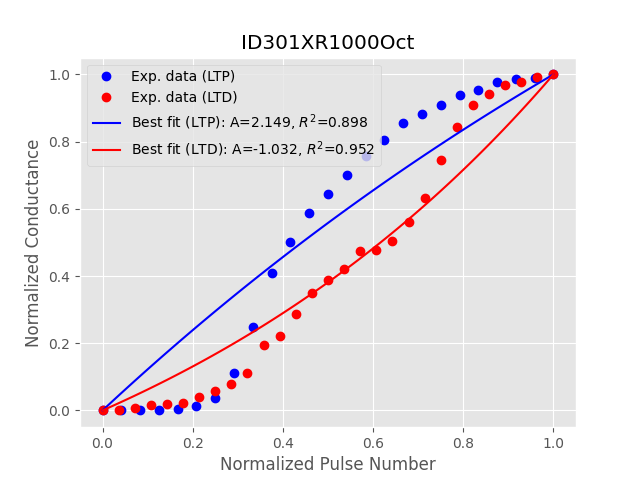 ID301XR1000Oct
Exp. data (LTP)
Exp. data (LTD)
Best fit (LTP): A=2.149, R²=0.898
Best fit (LTD): A=-1.032, R²=0.952
Normalized Conductance
1.0
0.8
0.6
0.4
0.2
0.0
0.0 0.2 0.4 0.6 0.8 1.0
Normalized Pulse Number